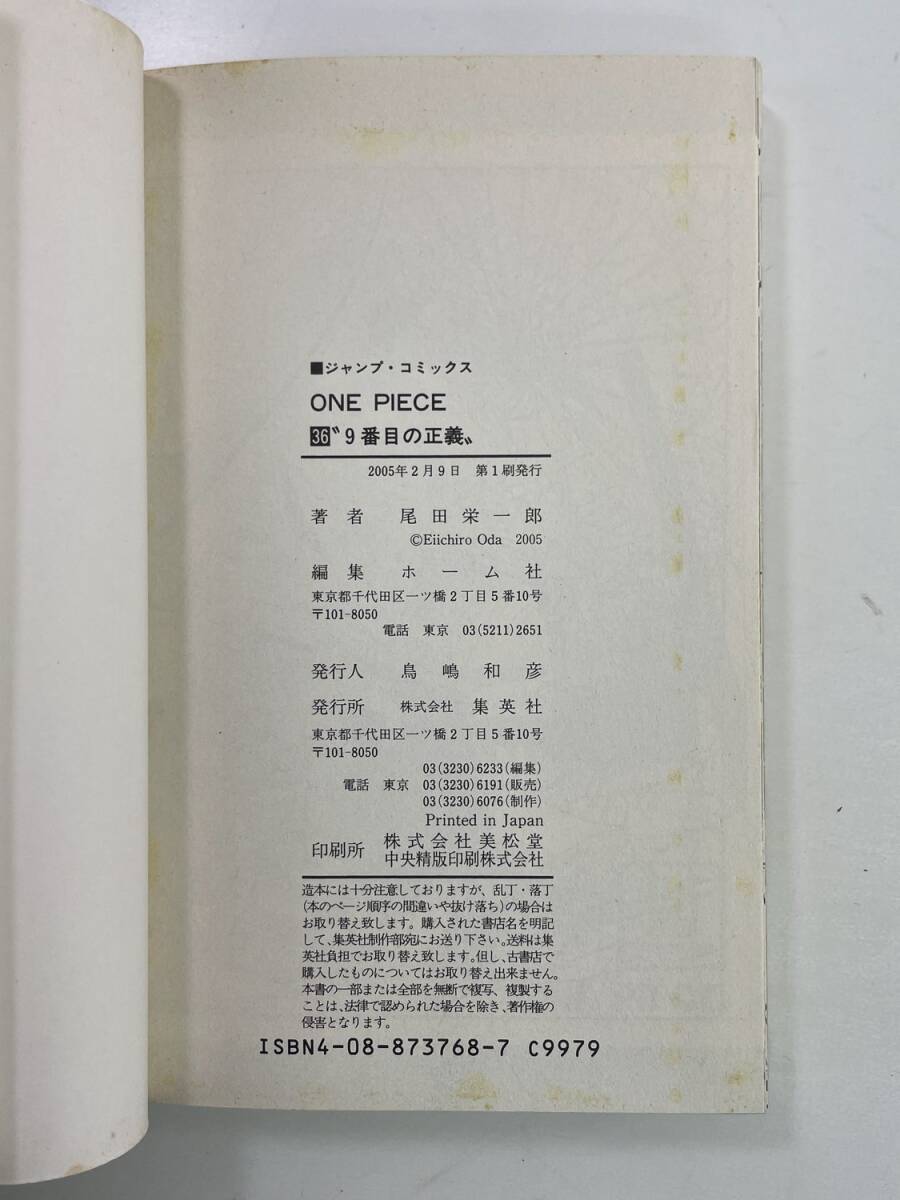 ■ジャンプ・コミックス
ONE PIECE
36〝9番目の正義〟
2005年2月9日 第1刷発行
著者 尾田栄一郎
©Eiichiro Oda 2005
編集 ホーム社
東京都千代田区一ツ橋2丁目5番10号
〒101-8050
電話 東京 03(5211)2651
発行人 鳥嶋和彦
発行所 株式会社 集英社
東京都千代田区一ツ橋2丁目5番10号
〒101-8050
03(3230)6233(編集)
電話 東京 03(3230)6191(販売)
03(3230)6076(制作)
Printed in Japan
印刷所 株式会社美松堂
中央精版印刷株式会社
造本には十分注意しておりますが、乱丁・落丁
(本のページ順序の間違いや抜け落ち)の場合は
お取り替え致します。購入された書店名を明記
して、集英社制作部宛にお送り下さい。送料は集
英社負担でお取り替え致します。但し、古書店で
購入したものについてはお取り替え出来ません。
本書の一部または全部を無断で複写、複製する
ことは、法律で認められた場合を除き、著作権の
侵害となります。
ISBN4-08-873768-7 C9979